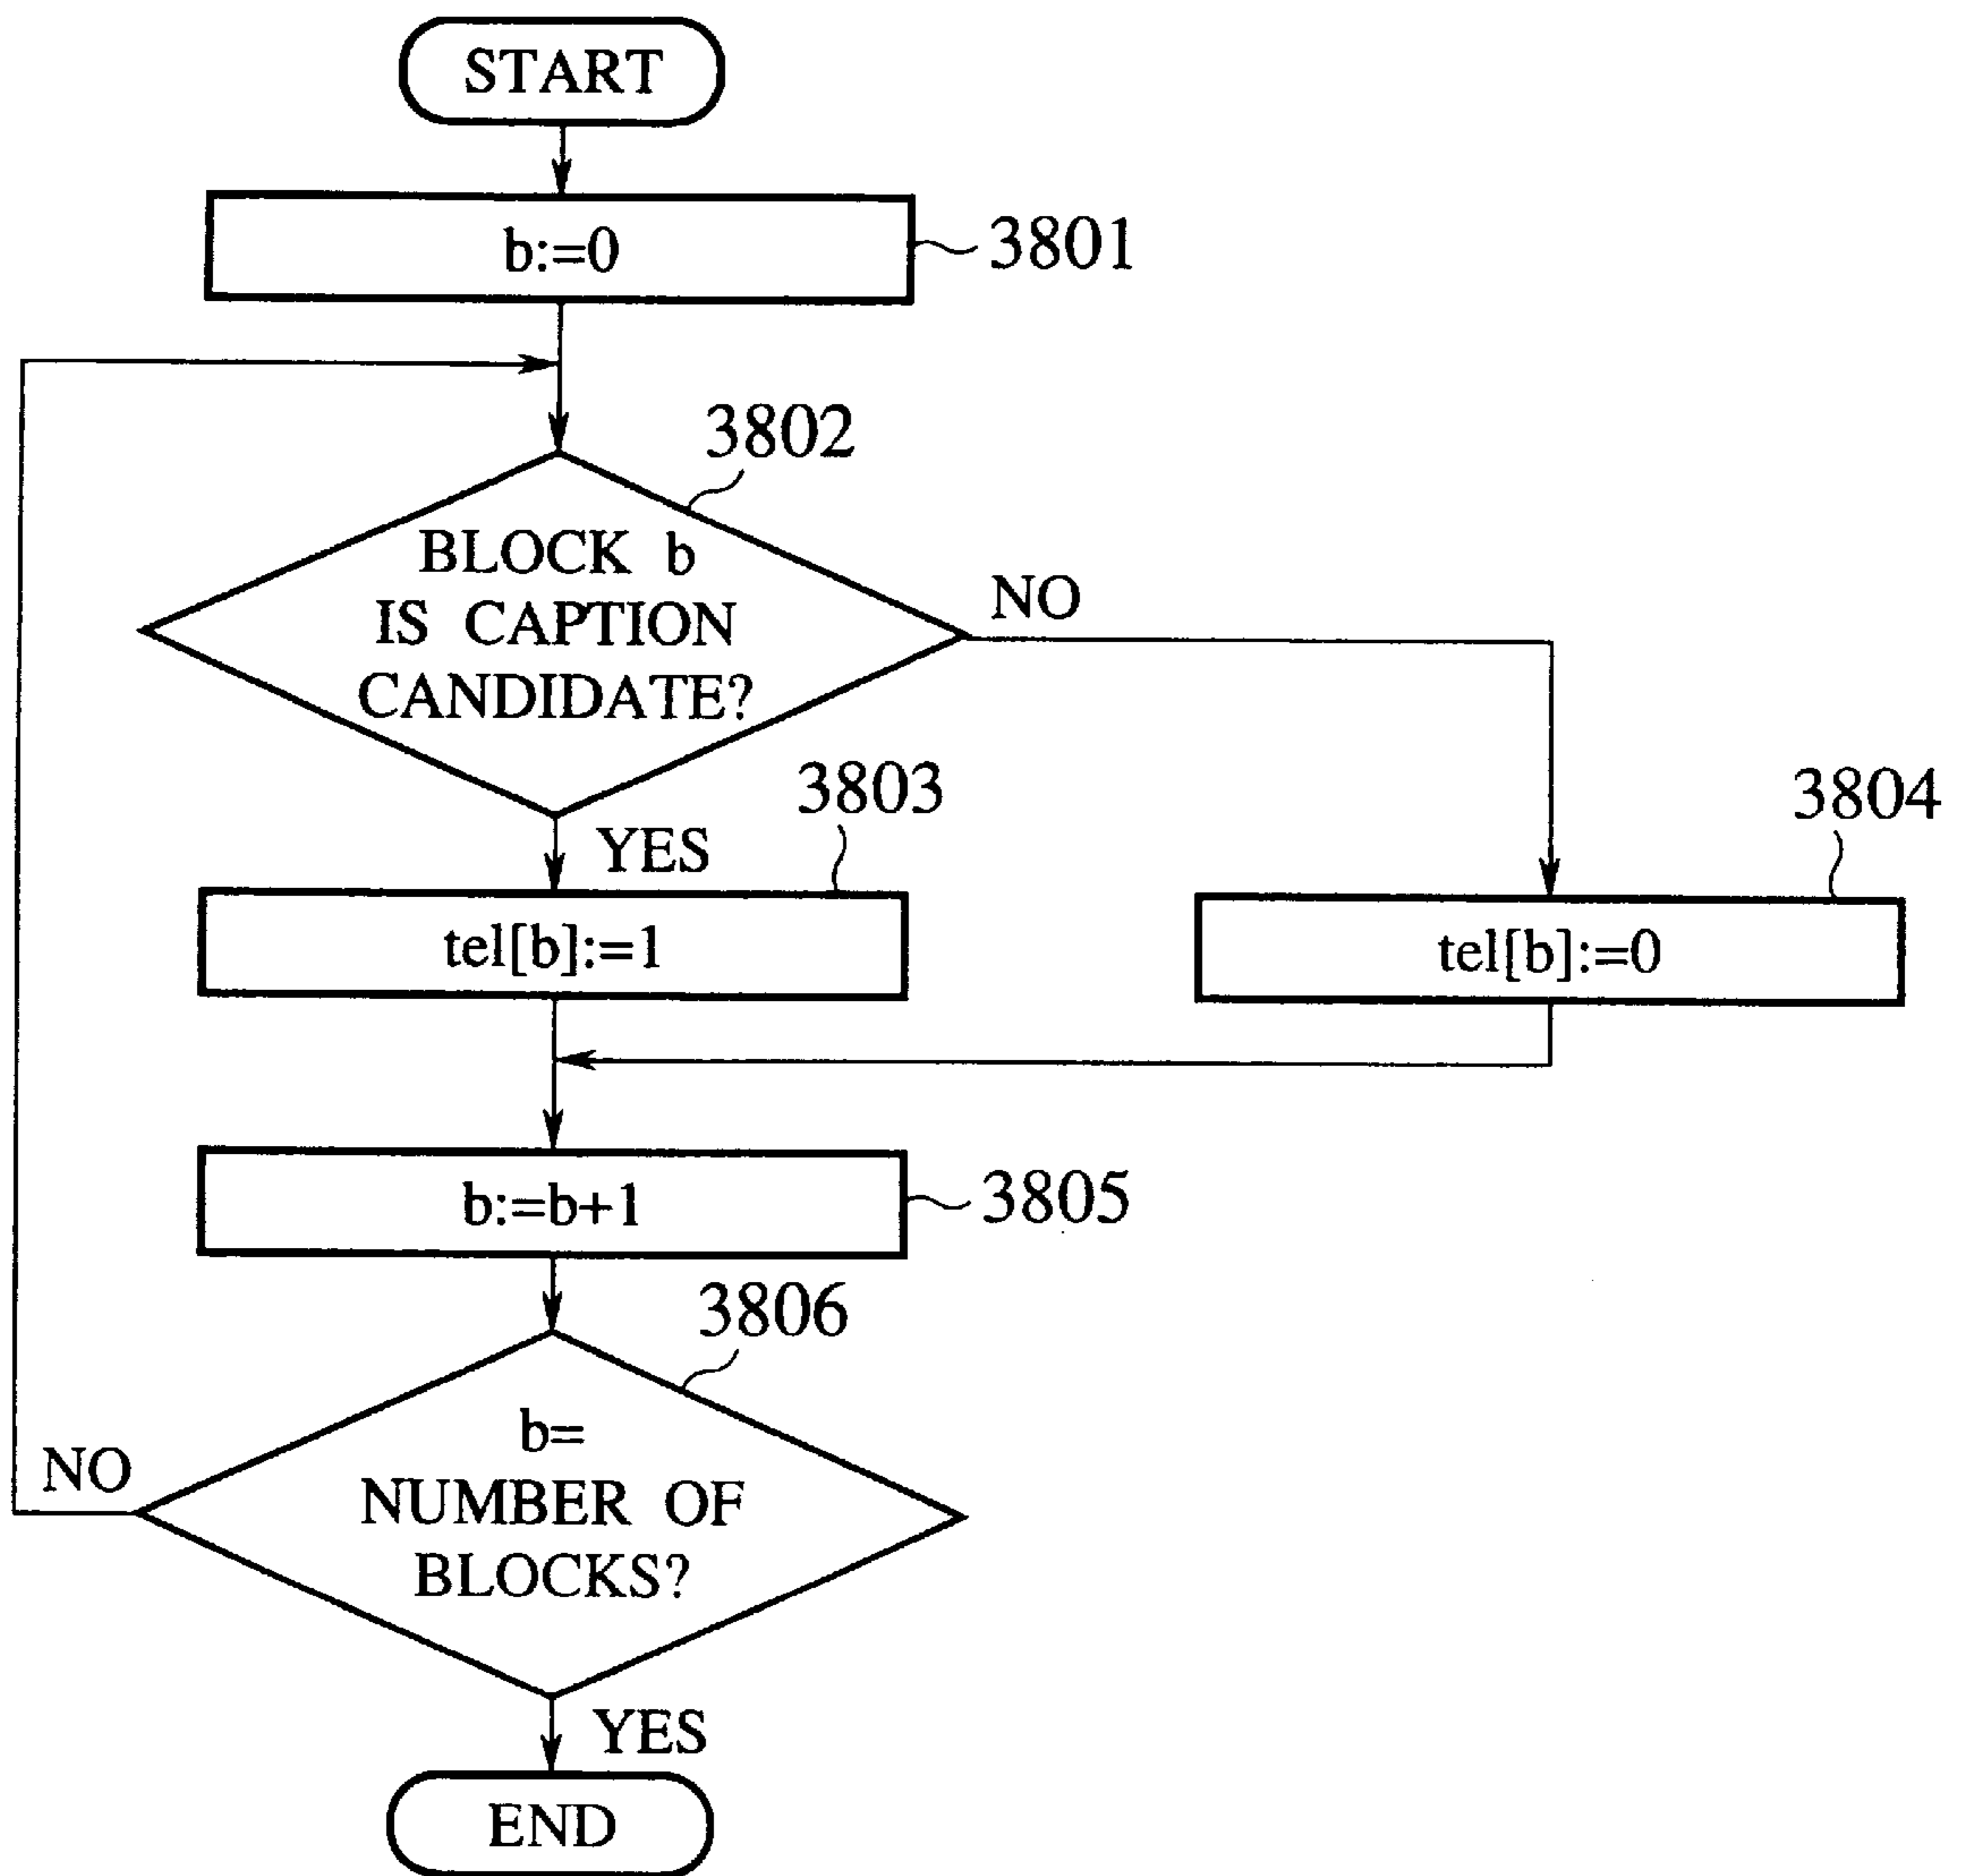 START
b:=0
3801
3802
BLOCK b
IS CAPTION
CANDIDATE?
NO
YES
3803
tel[b]:=1
3804
tel[b]:=0
b:=b+1
3805
3806
b=
NUMBER OF
BLOCKS?
NO
YES
END